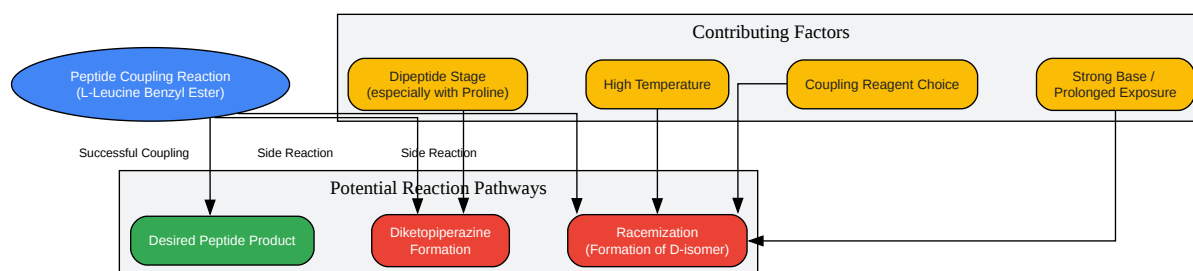 Contributing Factors
Peptide Coupling Reaction
(L-Leucine Benzyl Ester)
Dipeptide Stage
(especially with Proline)
High Temperature
Coupling Reagent Choice
Strong Base /
Prolonged Exposure
Successful Coupling
Side Reaction
Side Reaction
Potential Reaction Pathways
Desired Peptide Product
Diketopiperazine
Formation
Racemization
(Formation of D-isomer)